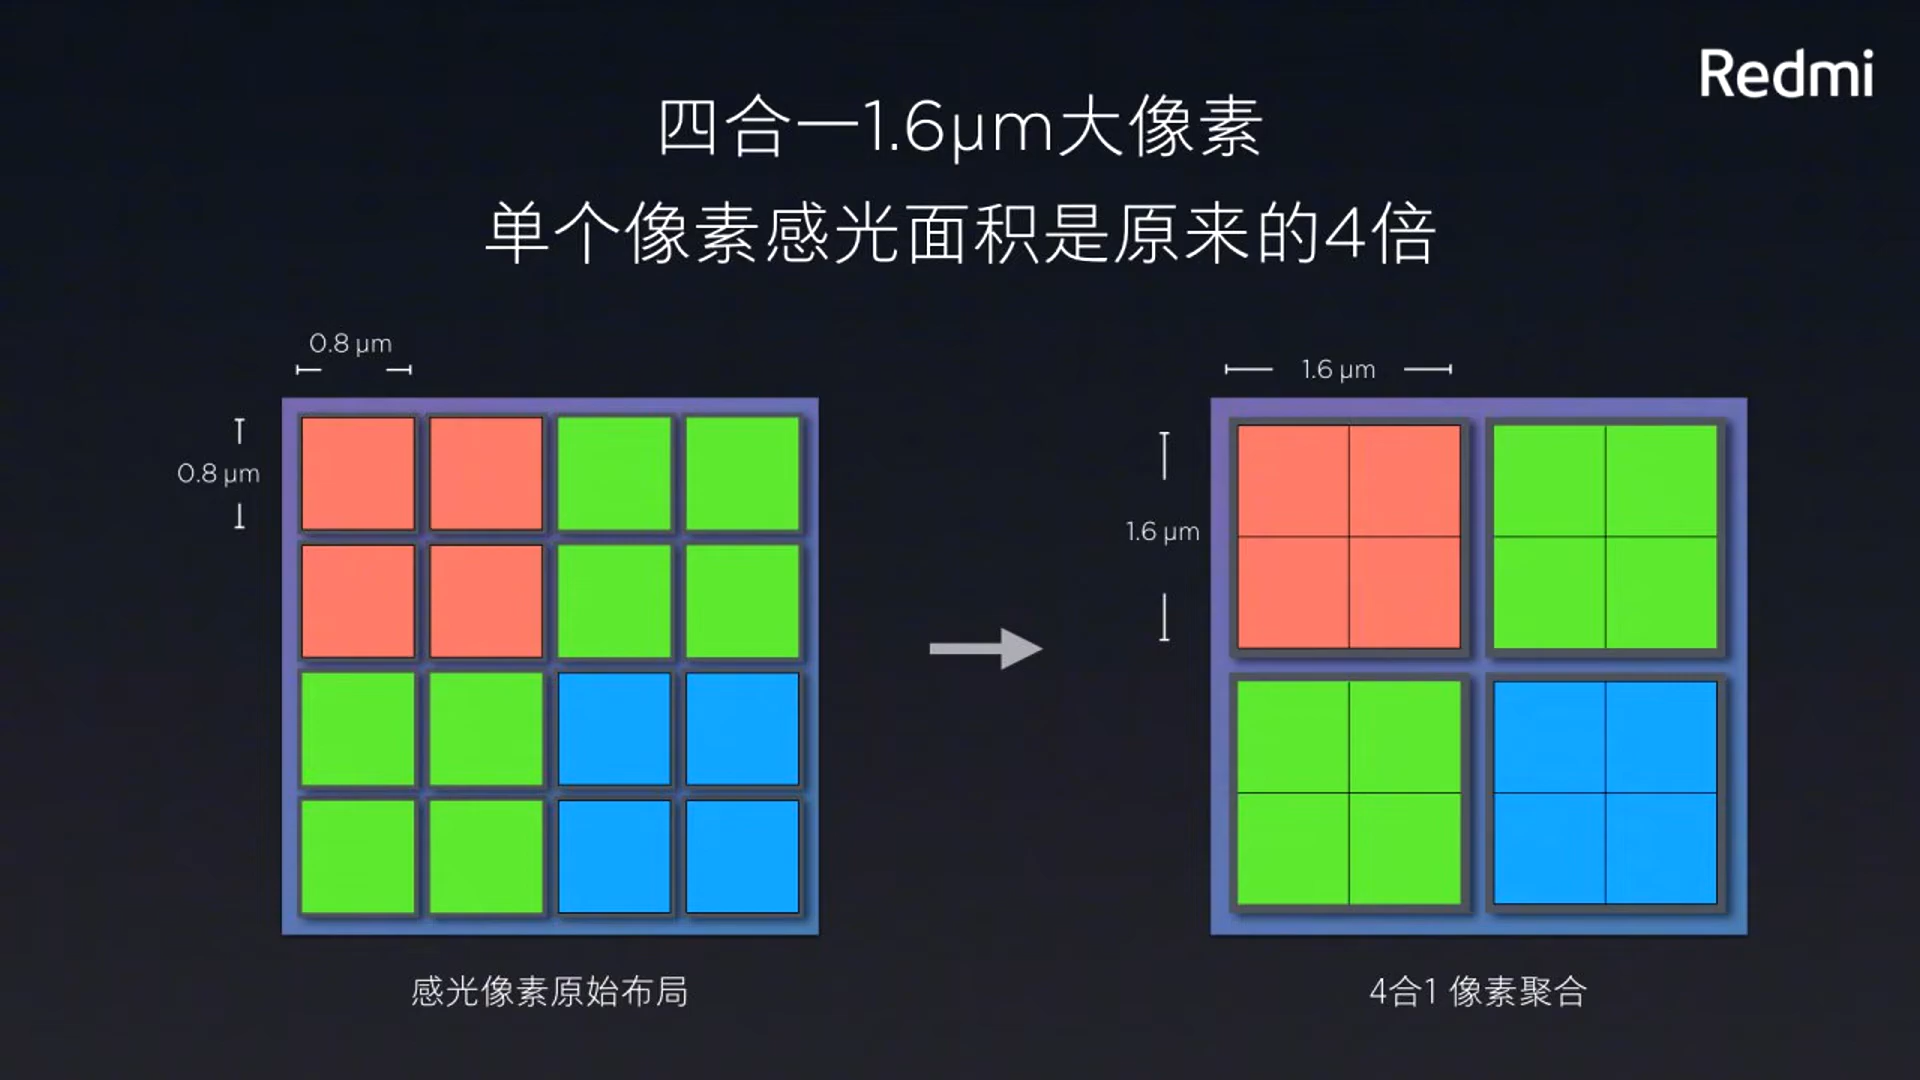 Redmi
四合一1.6μm大像素
单个像素感光面积是原来的4倍
0.8 μm
0.8 μm
1.6 μm
1.6 μm
感光像素原始布局
4合1 像素聚合